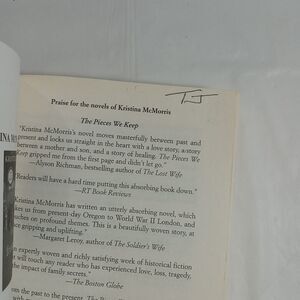 TJ
Praise for the novels of Kristina McMorris
The Pieces We Keep
"Kristina McMorris's novel moves masterfully between past and
present and locks us straight in the heart with a love story, a story
between a mother and son, and a story of healing. The Pieces We
Keep gripped me from the first page and didn't let go."
—Alyson Richman, bestselling author of The Lost Wife
"Readers will have a hard time putting this absorbing book down."
—RT Book Reviews
Kristina McMorris has written an utterly absorbing novel, which
us from present-day Oregon to World War II London, and
touches on profound themes. This is a beautifully woven story, at
gripping and uplifting."
—Margaret Leroy, author of The Soldier's Wife
expertly woven and richly satisfying work of historical fiction
will touch any reader who has experienced love, loss, tragedy,
the impact of family secrets."
—The Boston Globe
from the past to the present, The
INA M